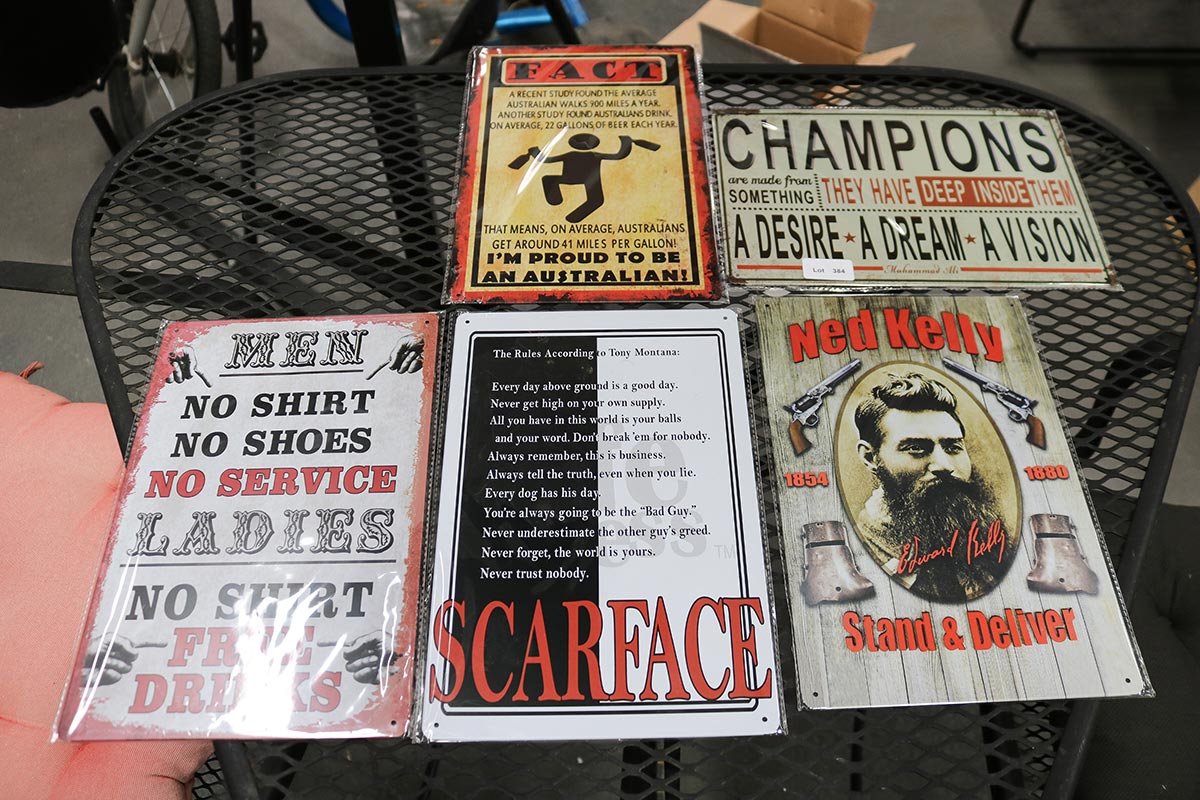 FACT
A RECENT STUDY FOUND THE AVERAGE
AUSTRALIAN WALKS 900 MILES A YEAR.
ANOTHER STUDY FOUND AUSTRALIANS DRINK,
ON AVERAGE, 22 GALLONS OF BEER EACH YEAR.
THAT MEANS, ON AVERAGE, AUSTRALIANS
GET AROUND 41 MILES PER GALLON!
I'M PROUD TO BE
AN AUSTRALIAN!
CHAMPIONS
are made from
SOMETHING
THEY HAVE DEEP INSIDE THEM
A DESIRE ★ A DREAM ★ A VISION
Muhammad Ali
Lot 384
MEN
NO SHIRT
NO SHOES
NO SERVICE
LADIES
NO SHIRT
FREE
DRINKS
The Rules According to Tony Montana:
Every day above ground is a good day.
Never get high on your own supply.
All you have in this world is your balls
and your word. Don't break 'em for nobody.
Always remember, this is business.
Always tell the truth, even when you lie.
Every dog has his day.
You're always going to be the "Bad Guy."
Never underestimate the other guy's greed.
Never forget, the world is yours.
Never trust nobody.
TM
SCARFACE
Ned Kelly
1854
1880
Edward Kelly
Stand & Deliver